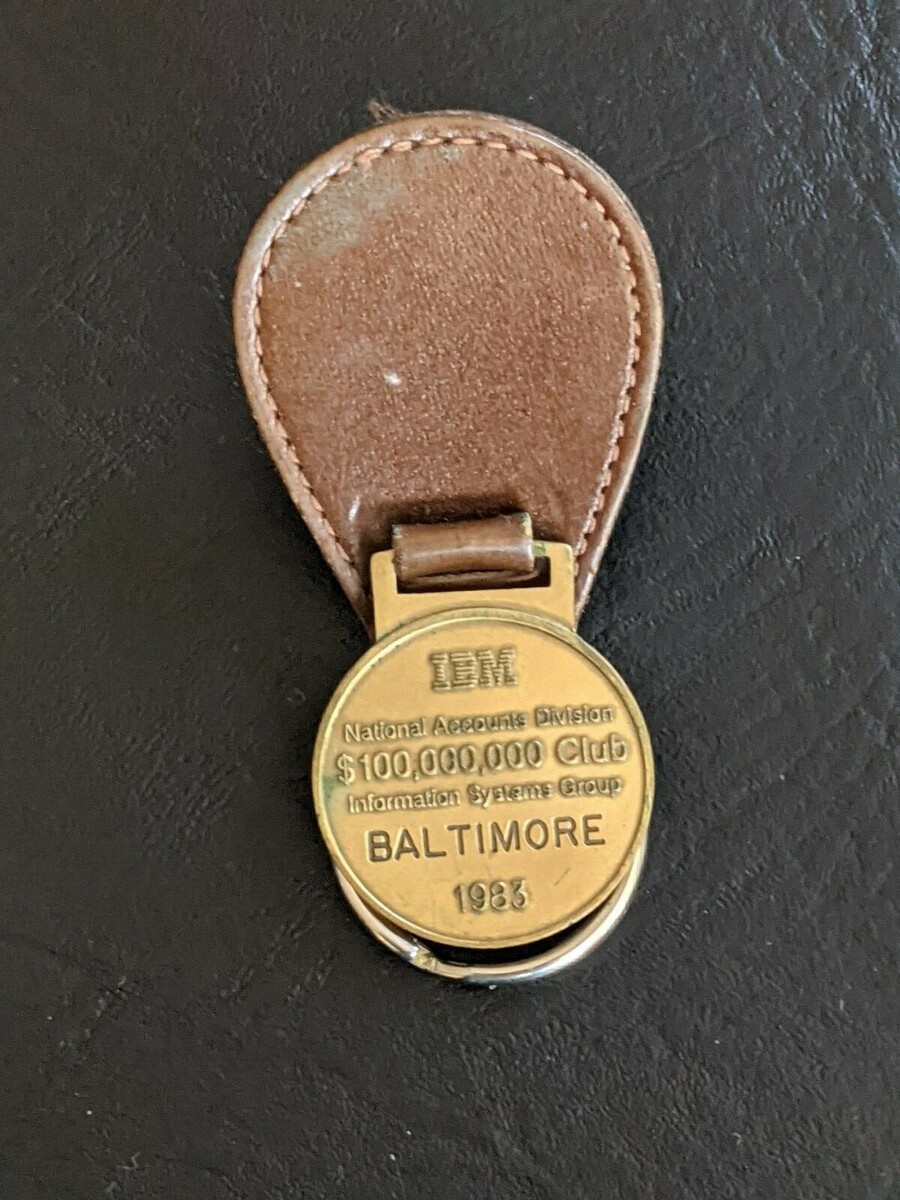 IBM
National Accounts Division
$100,000,000 Club
Information Systems Group
BALTIMORE
1983